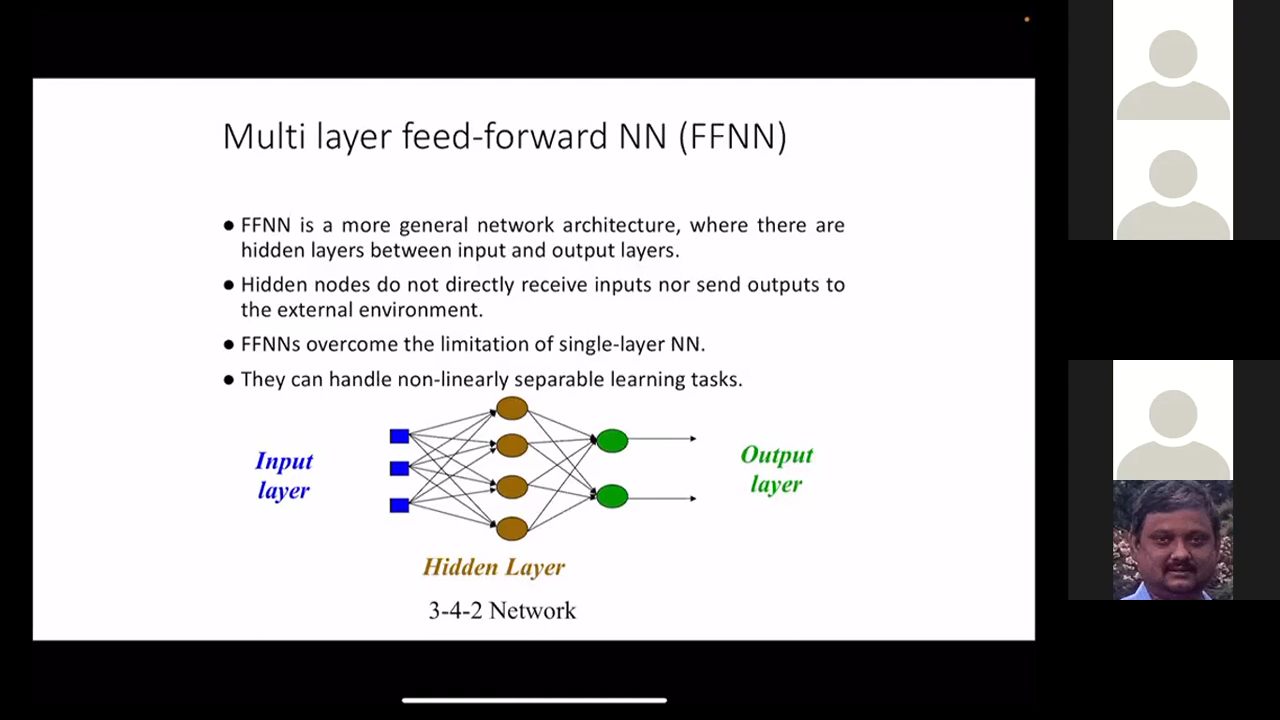 Multi layer feed-forward NN (FFNN)
● FFNN is a more general network architecture, where there are
hidden layers between input and output layers.
● Hidden nodes do not directly receive inputs nor send outputs to
the external environment.
● FFNNs overcome the limitation of single-layer NN.
● They can handle non-linearly separable learning tasks.
Input
layer
Output
layer
Hidden Layer
3-4-2 Network